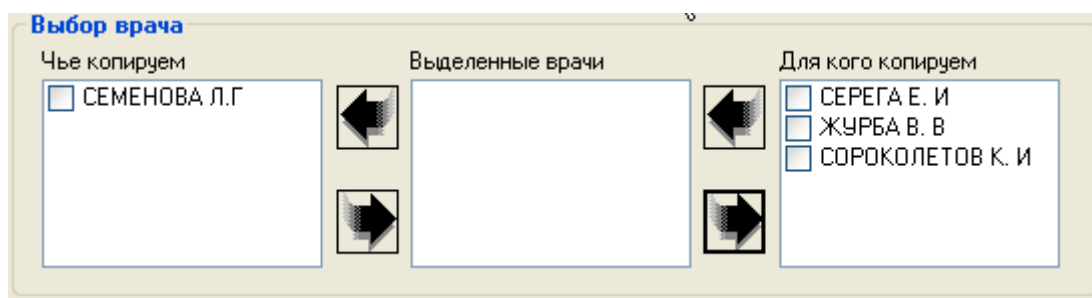 Выбор врача
Чье копируем
Выделенные врачи
Для кого копируем
СЕМЕНОВА Л.Г
СЕРЕГА Е. И
ЖУРБА В. В
СОРОКОЛЕТОВ К. И